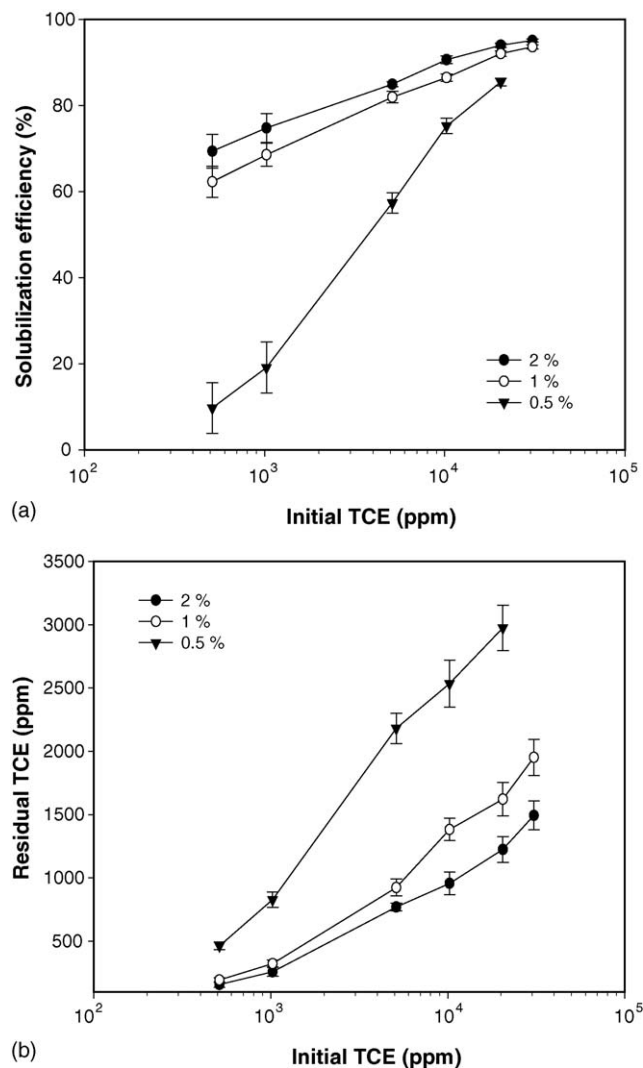 100
80
60
40
20
0
Solubilization efficiency (%)
2 %
1 %
0.5 %
10² 10³ 10⁴ 10⁵
Initial TCE (ppm)
(a)
3500
3000
2500
2000
1500
1000
500
Residual TCE (ppm)
2 %
1 %
0.5 %
10² 10³ 10⁴ 10⁵
Initial TCE (ppm)
(b)